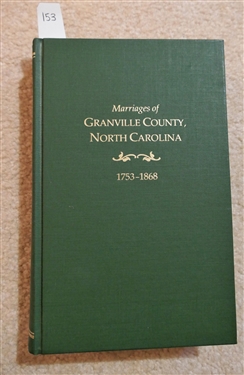 153
Marriages of
GRANVILLE COUNTY,
NORTH CAROLINA
1753-1868